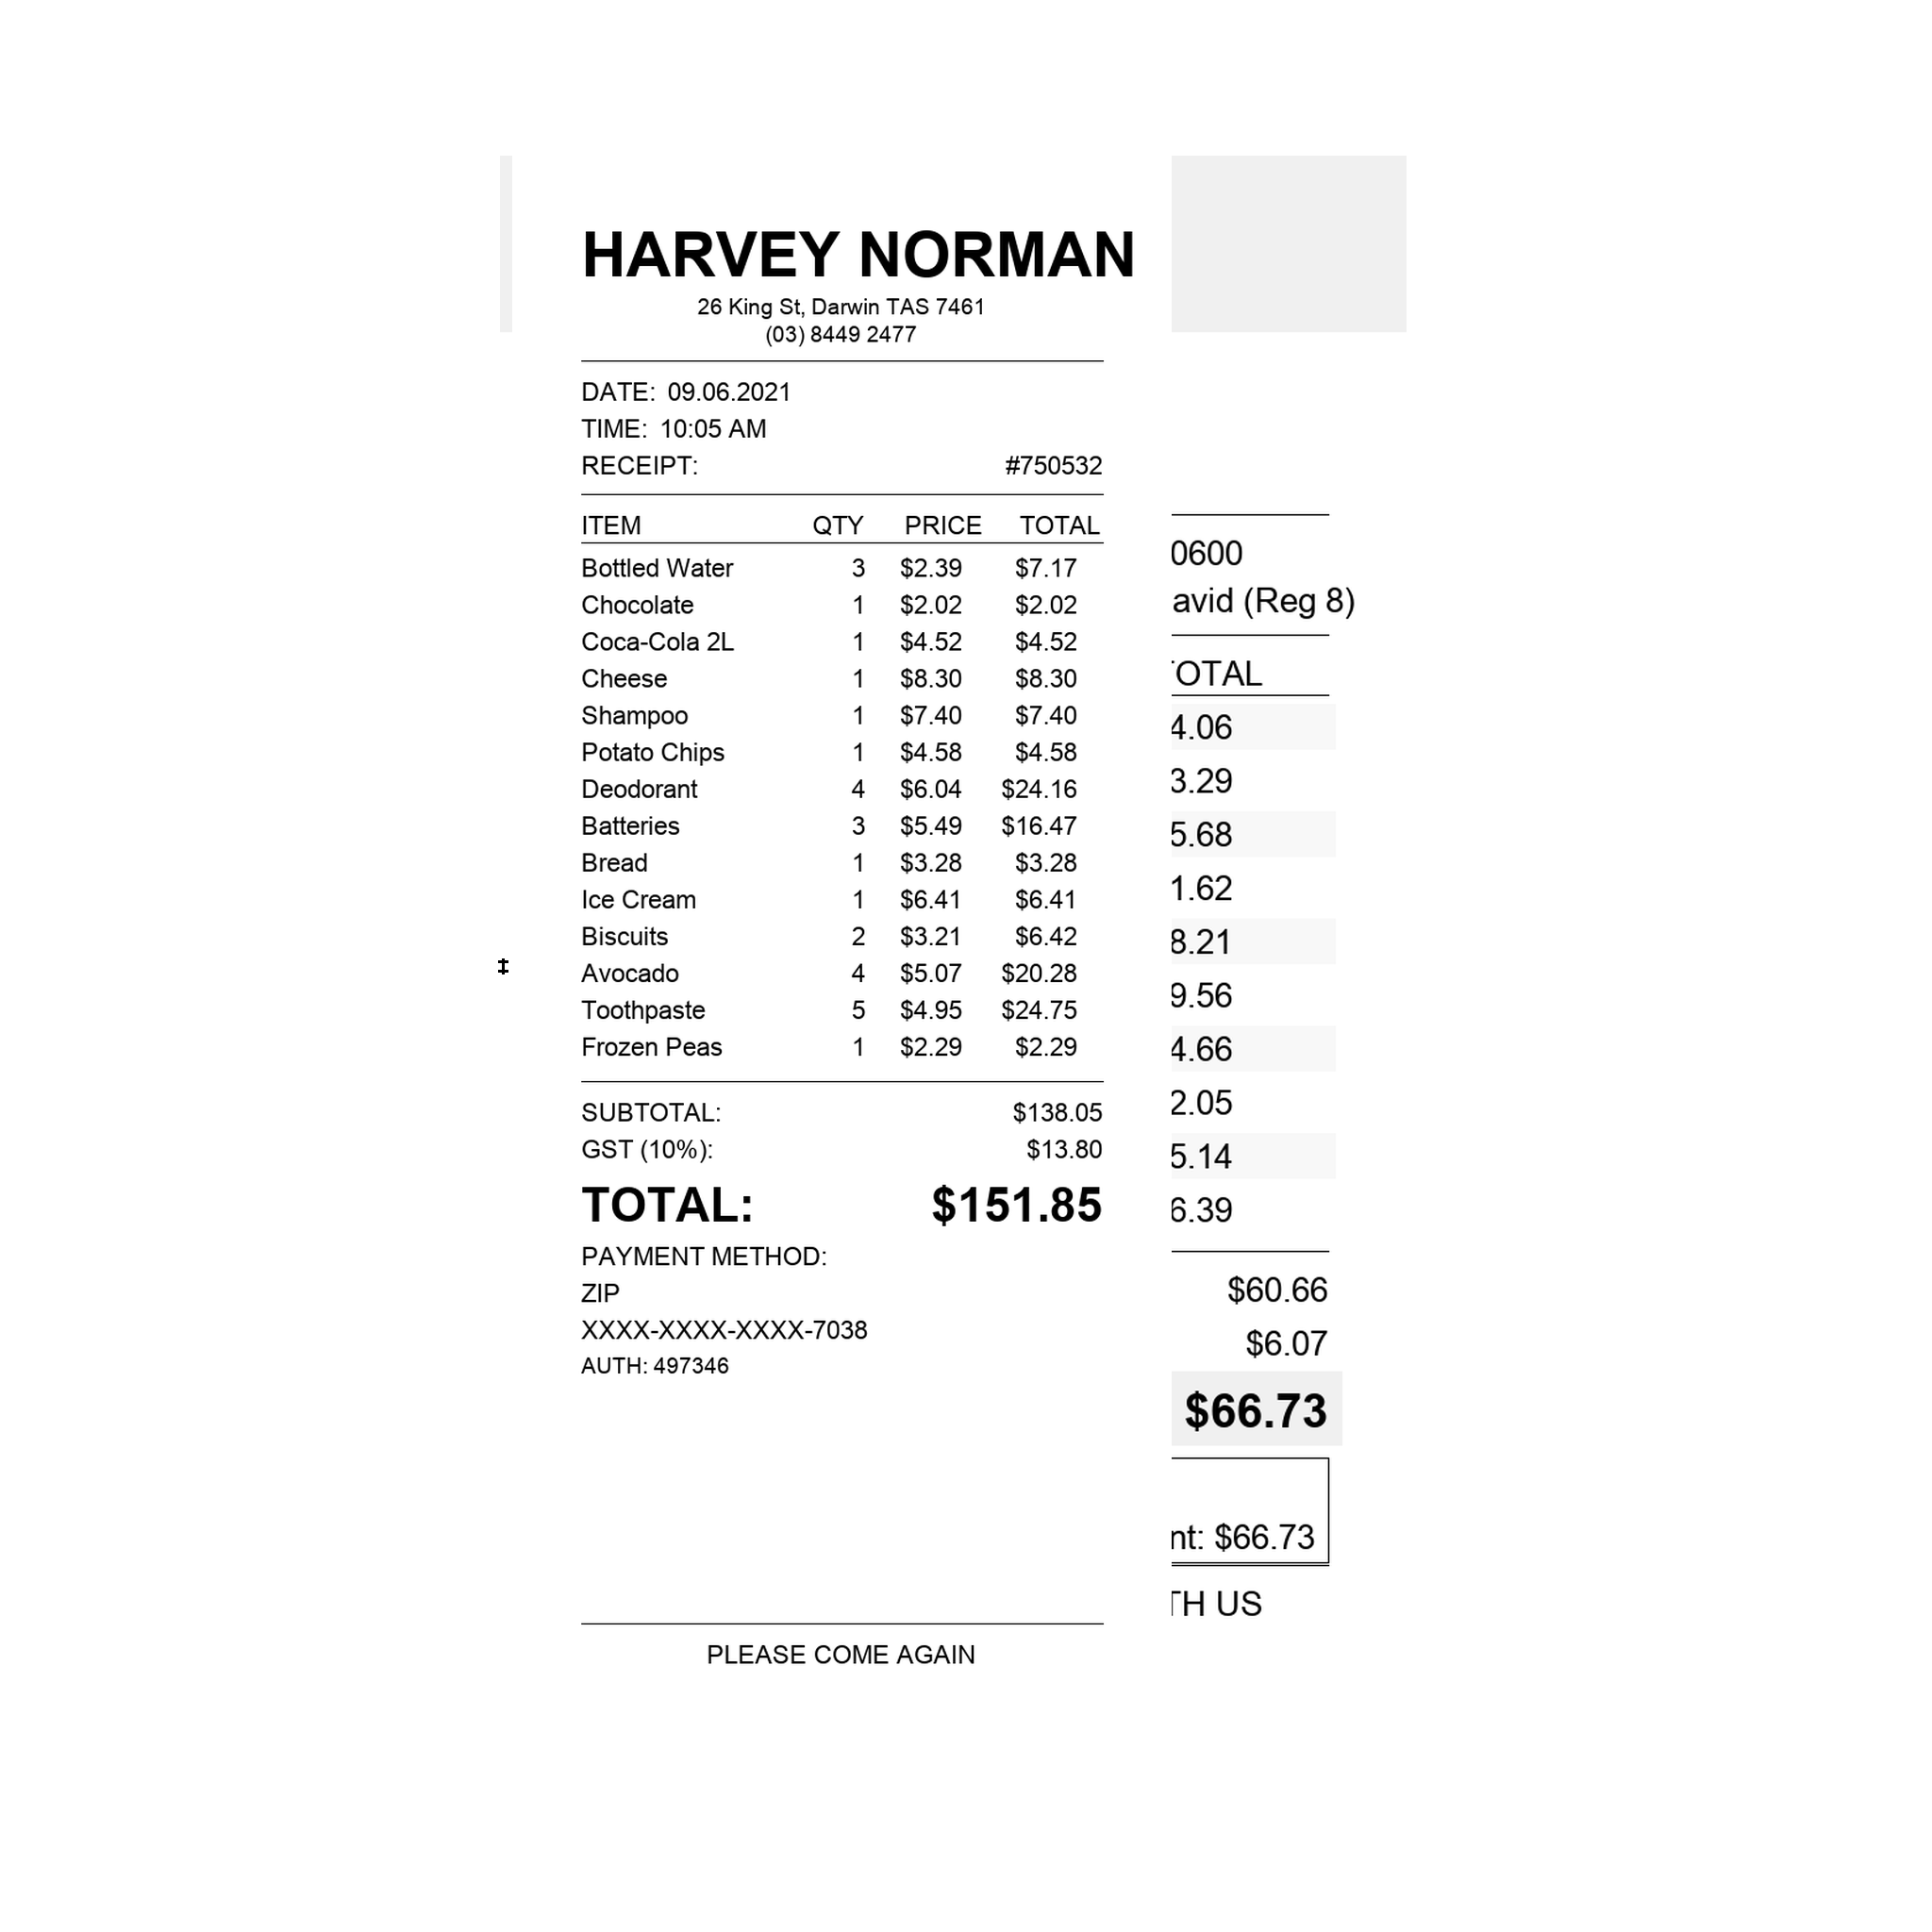 HARVEY NORMAN
26 King St, Darwin TAS 7461
(03) 8449 2477
DATE: 09.06.2021
TIME: 10:05 AM
RECEIPT: #750532
ITEM QTY PRICE TOTAL
Bottled Water 3 $2.39 $7.17
Chocolate 1 $2.02 $2.02
Coca-Cola 2L 1 $4.52 $4.52
Cheese 1 $8.30 $8.30
Shampoo 1 $7.40 $7.40
Potato Chips 1 $4.58 $4.58
Deodorant 4 $6.04 $24.16
Batteries 3 $5.49 $16.47
Bread 1 $3.28 $3.28
Ice Cream 1 $6.41 $6.41
Biscuits 2 $3.21 $6.42
Avocado 4 $5.07 $20.28
Toothpaste 5 $4.95 $24.75
Frozen Peas 1 $2.29 $2.29
SUBTOTAL: $138.05
GST (10%): $13.80
TOTAL: $151.85
PAYMENT METHOD:
ZIP
XXXX-XXXX-XXXX-7038
AUTH: 497346
PLEASE COME AGAIN
0600
avid (Reg 8)
OTAL
4.06
3.29
5.68
1.62
8.21
9.56
4.66
2.05
5.14
6.39
$60.66
$6.07
$66.73
nt: $66.73
TH US